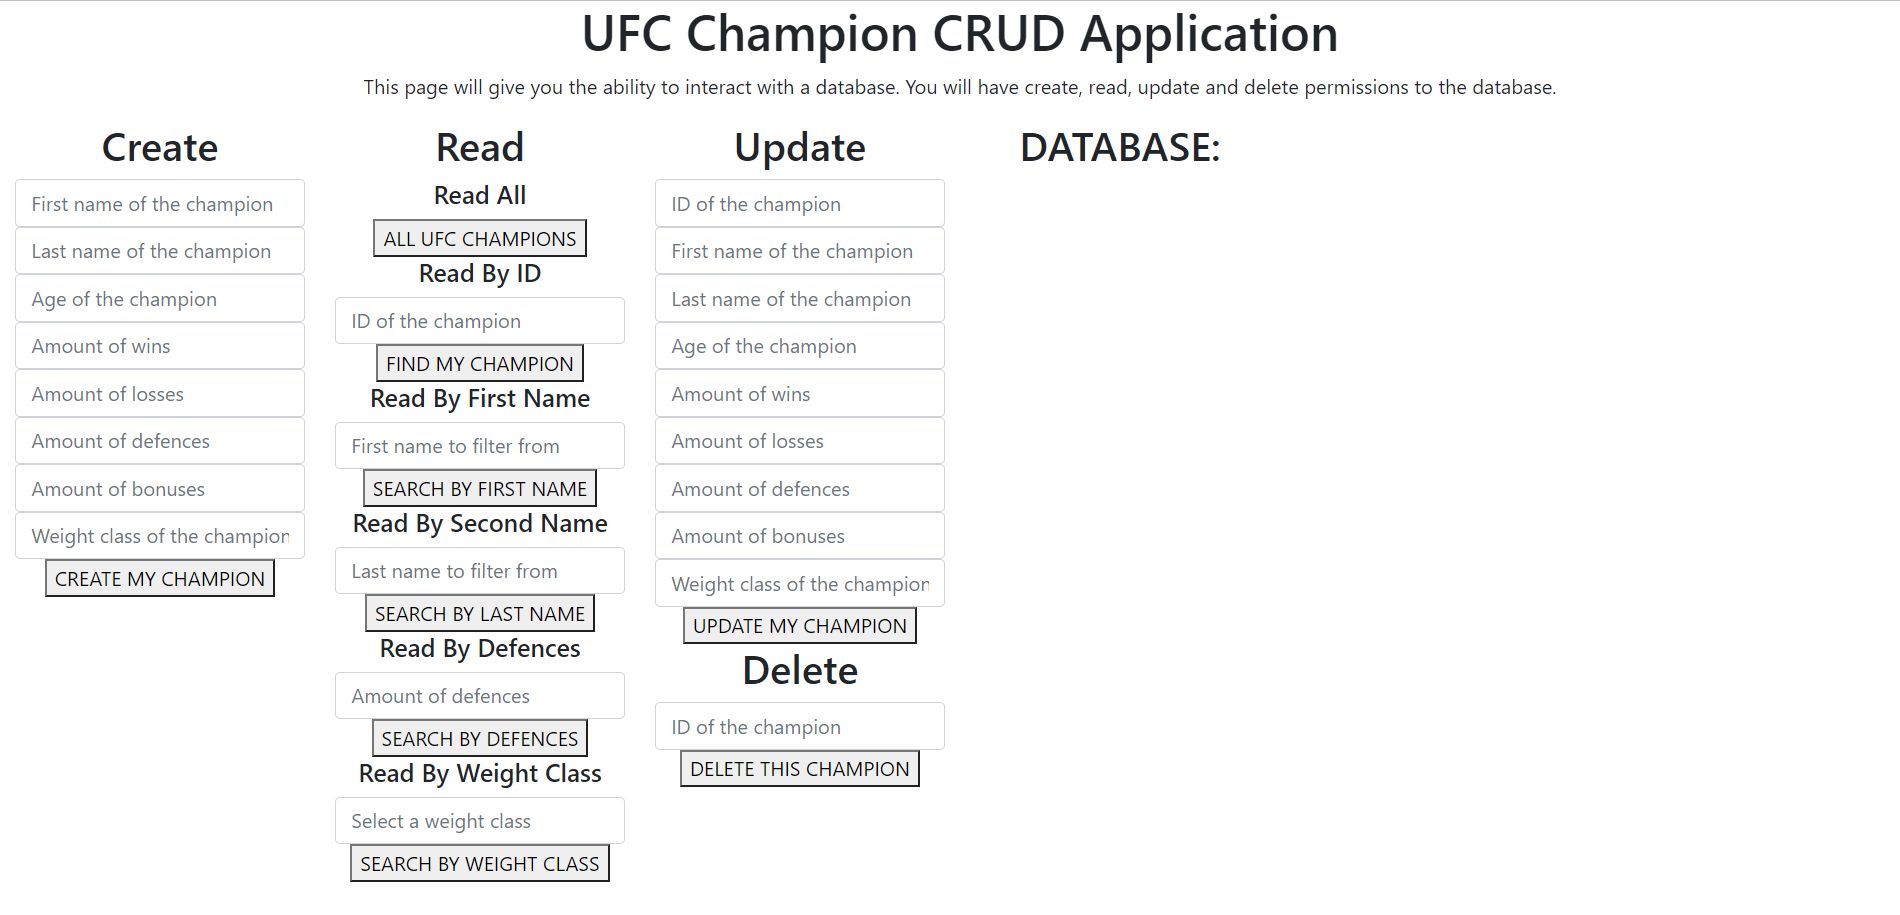 UFC Champion CRUD Application
This page will give you the ability to interact with a database. You will have create, read, update and delete permissions to the database.
Create
First name of the champion
Last name of the champion
Age of the champion
Amount of wins
Amount of losses
Amount of defences
Amount of bonuses
Weight class of the champion
CREATE MY CHAMPION
Read
Read All
ALL UFC CHAMPIONS
Read By ID
ID of the champion
FIND MY CHAMPION
Read By First Name
First name to filter from
SEARCH BY FIRST NAME
Read By Second Name
Last name to filter from
SEARCH BY LAST NAME
Read By Defences
Amount of defences
SEARCH BY DEFENCES
Read By Weight Class
Select a weight class
SEARCH BY WEIGHT CLASS
Update
ID of the champion
First name of the champion
Last name of the champion
Age of the champion
Amount of wins
Amount of losses
Amount of defences
Amount of bonuses
Weight class of the champion
UPDATE MY CHAMPION
Delete
ID of the champion
DELETE THIS CHAMPION
DATABASE: